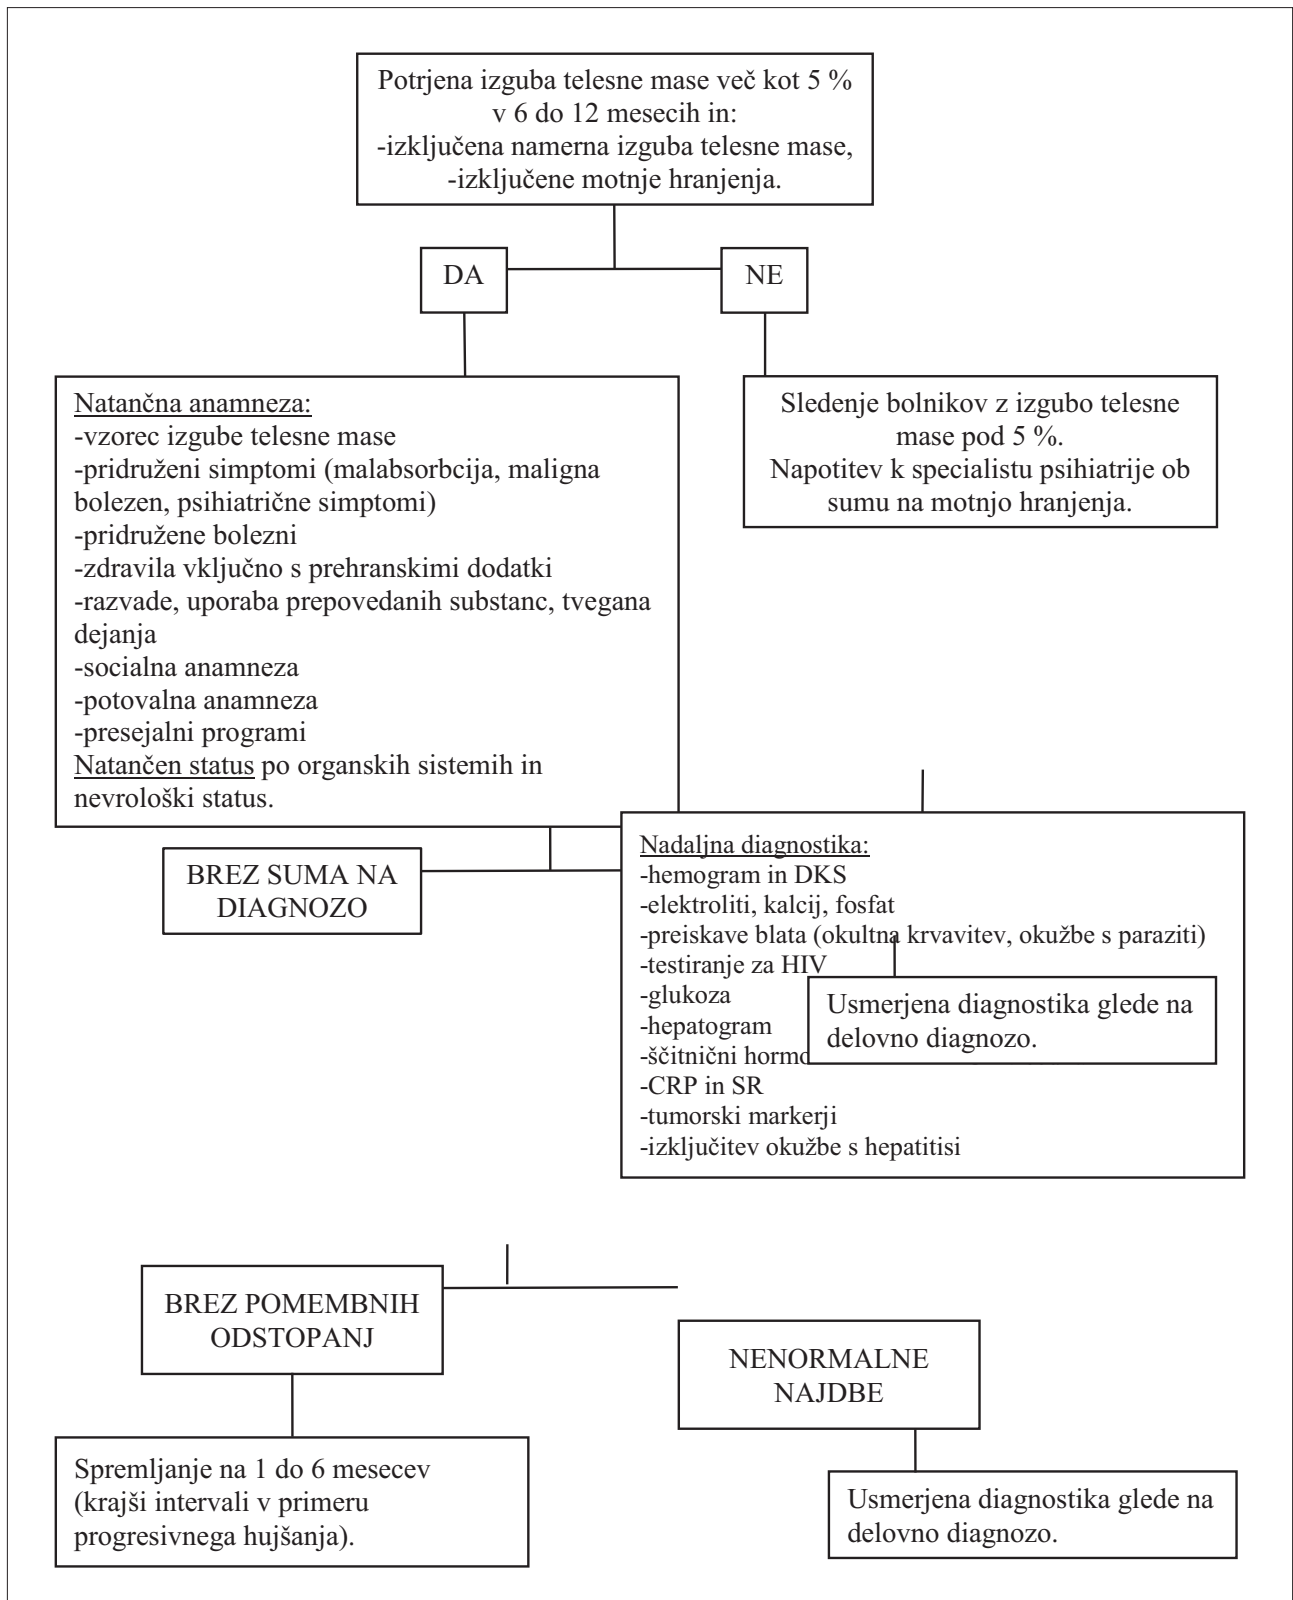 Potrjena izguba telesne mase več kot 5 %
v 6 do 12 mesecih in:
-izključena namerna izguba telesne mase,
-izključene motnje hranjenja.
DA
NE
Natančna anamneza:
-vzorec izgube telesne mase
-pridruženi simptomi (malabsorbcija, maligna
bolezen, psihiatrične simptomi)
-pridružene bolezni
-zdravila vključno s prehranskimi dodatki
-razvade, uporaba prepovedanih substanc, tvegana
dejanja
-socialna anamneza
-potovalna anamneza
-presejalni programi
Natančen status po organskih sistemih in
nevrološki status.
Sledenje bolnikov z izgubo telesne
mase pod 5 %.
Napotitev k specialistu psihiatrije ob
sumu na motnjo hranjenja.
BREZ SUMA NA
DIAGNOZO
Nadaljna diagnostika:
-hemogram in DKS
-elektroliti, kalcij, fosfat
-preiskave blata (okultna krvavitev, okužbe s paraziti)
-testiranje za HIV
-glukoza
-hepatogram
-ščitnični
-CRP in SR
-tumorski markerji
-izključitev okužbe s hepatitisi
Usmerjena diagnostika glede na
delovno diagnozo.
BREZ POMEMBNIH
ODSTOPANJ
NENORMALNE
NAJDBE
Spremljanje na 1 do 6 mesecev
(krajši intervali v primeru
progresivnega hujšanja).
Usmerjena diagnostika glede na
delovno diagnozo.